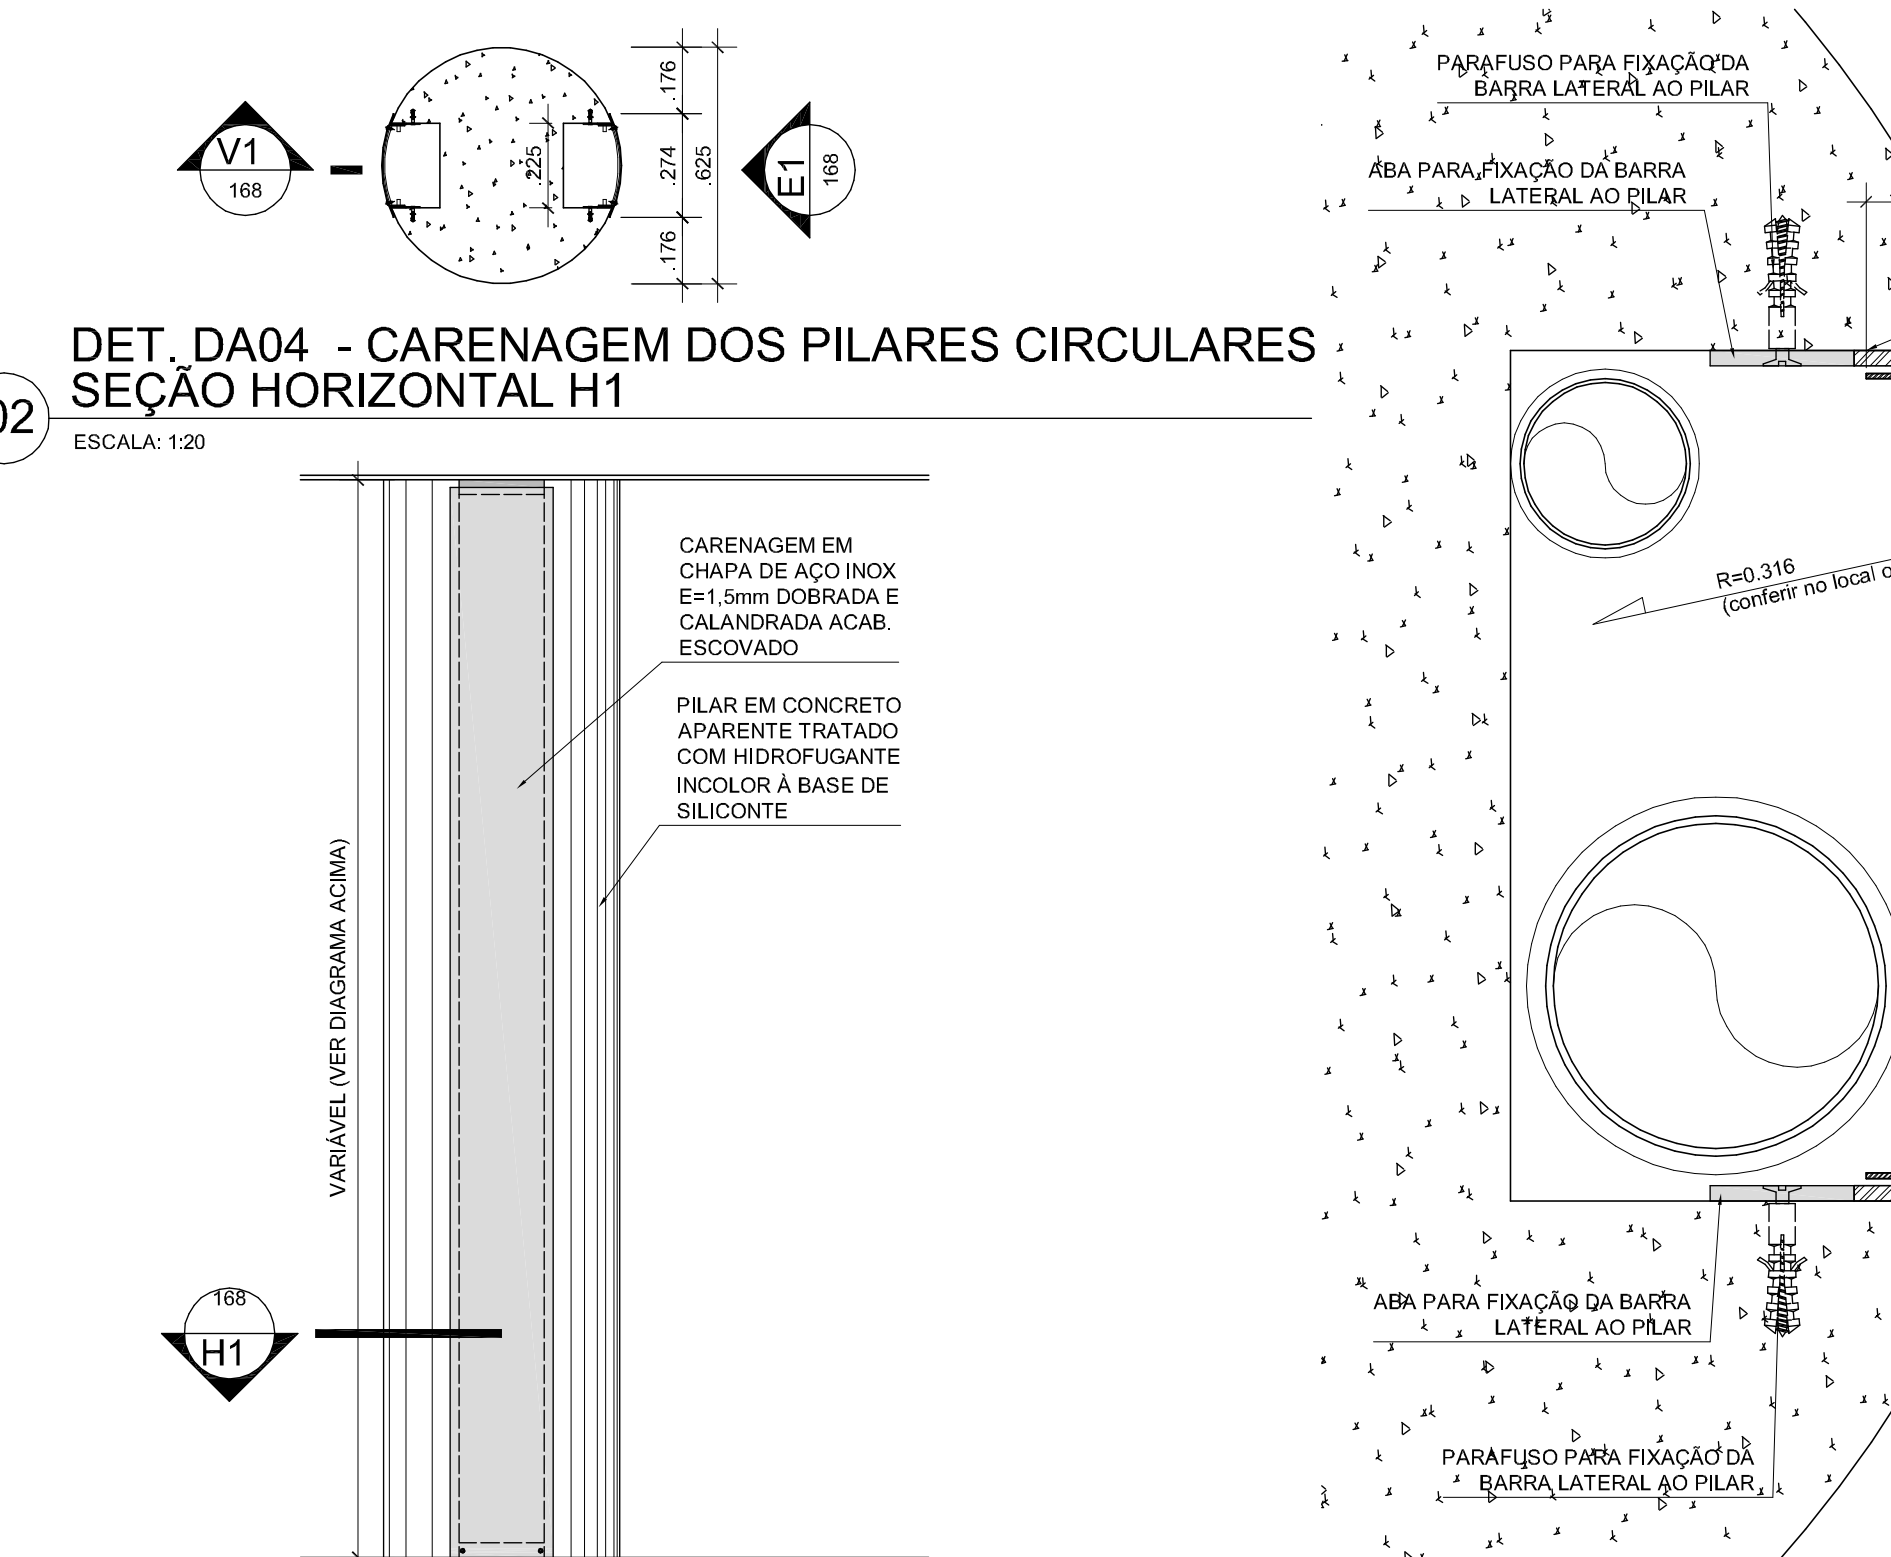 V1
168
.225
.176
.274
.176
.625
E1
168
DET. DA04 - CARENAGEM DOS PILARES CIRCULARES
SEÇÃO HORIZONTAL H1
02
ESCALA: 1:20
CARENAGEM EM
CHAPA DE AÇO INOX
E=1,5mm DOBRADA E
CALANDRADA ACAB.
ESCOVADO
PILAR EM CONCRETO
APARENTE TRATADO
COM HIDROFUGANTE
INCOLOR À BASE DE
SILICONTE
VARIÁVEL (VER DIAGRAMA ACIMA)
168
H1
PARAFUSO PARA FIXAÇÃO DA
BARRA LATERAL AO PILAR
ABA PARA FIXAÇÃO DA BARRA
LATERAL AO PILAR
R=0.316
(conferir no local
ABA PARA FIXAÇÃO DA BARRA
LATERAL AO PILAR
PARAFUSO PARA FIXAÇÃO DA
BARRA LATERAL AO PILAR